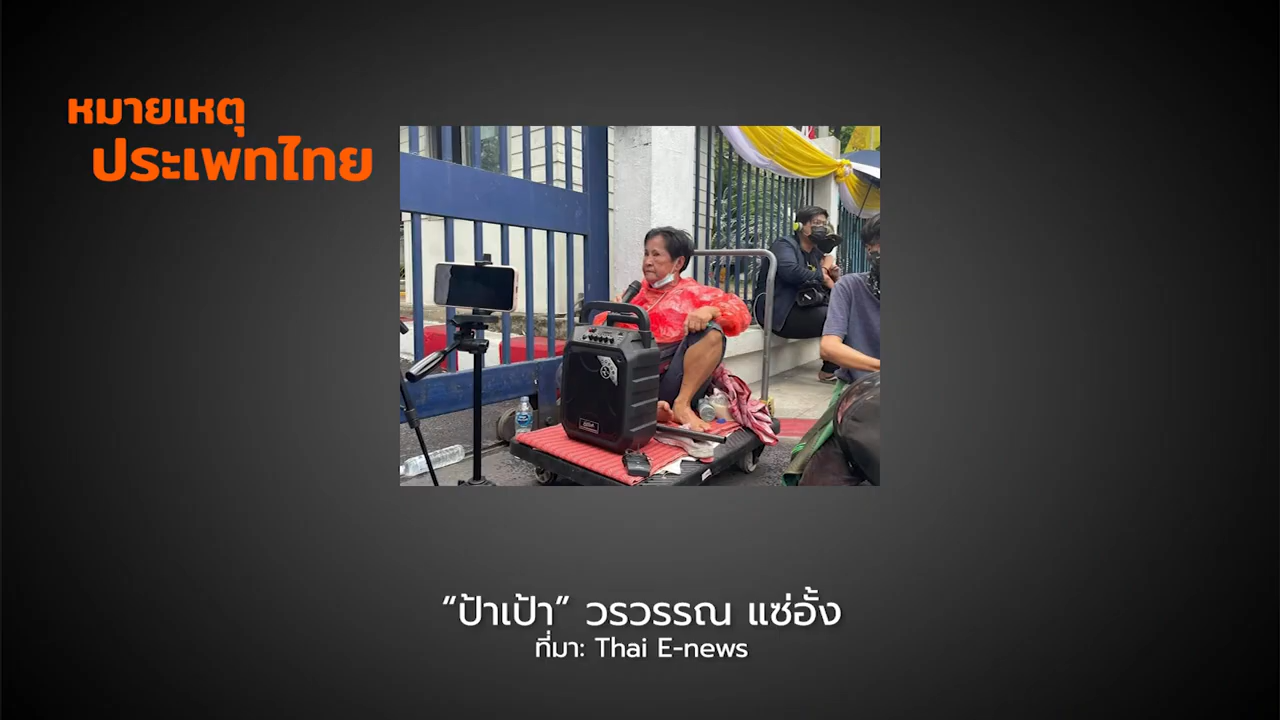 หมายเหตุ
ประเพทไทย
“ป้าเป้า” วรวรรณ แซ่อั้ง
ที่มา: Thai E-news